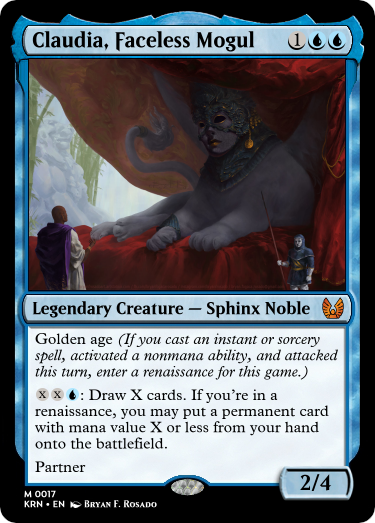 Claudia, Faceless Mogul 1
Legendary Creature — Sphinx Noble
Golden age (If you cast an instant or sorcery
spell, activated a nonmana ability, and attacked
this turn, enter a renaissance for this game.)
X X : Draw X cards. If you're in a
renaissance, you may put a permanent card
with mana value X or less from your hand
onto the battlefield.
Partner
2/4
M 0017
KRN • EN Bryan F. Rosado